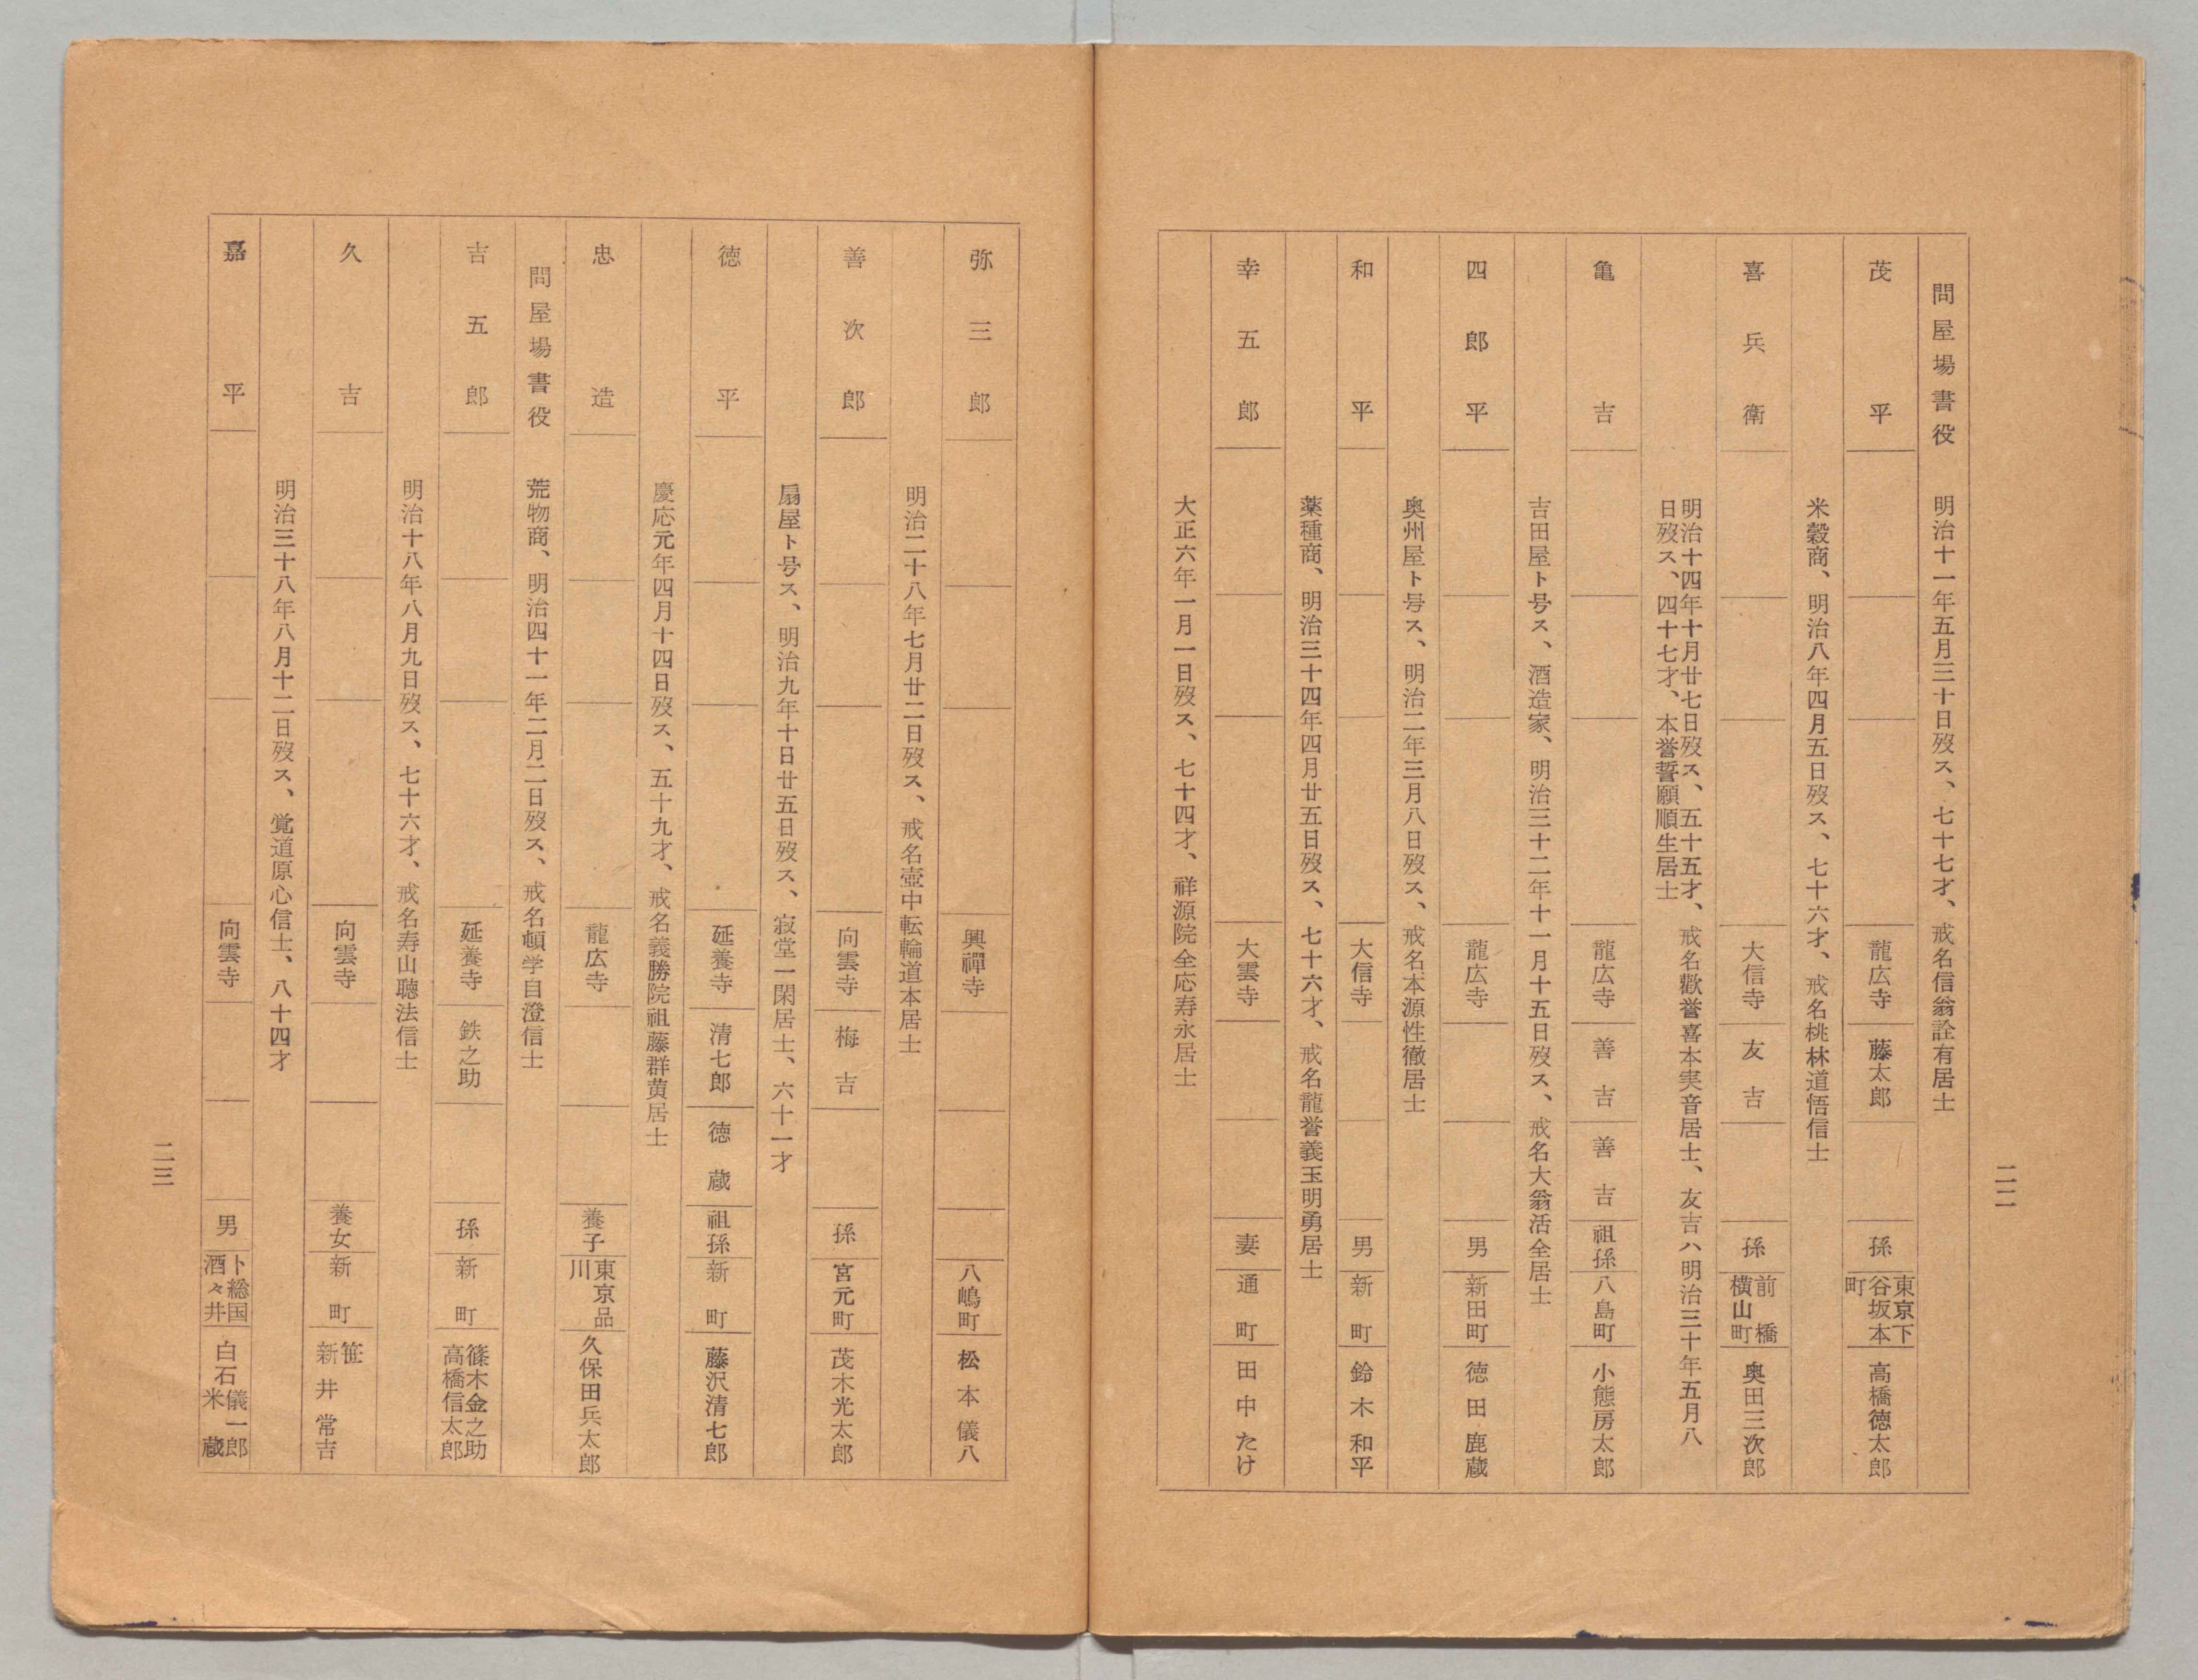 問屋場書役　明治十一年五月三十日歿ス、七十七才、戒名信翁詮有居士
茂平　龍広寺　藤太郎　孫　東京下谷坂本町　高橋徳太郎
米穀商、明治八年四月五日歿ス、七十六才、戒名桃林道悟信士
喜兵衛　大信寺　友吉　孫　前橋横山町　奥田三次郎
明治十四年十月廿七日歿ス、五十五才、戒名歡誉喜本実音居士、友吉ハ明治三十年五月八
日歿ス、四十七才、本誉誓願順生居士
亀吉　龍広寺　善吉　善吉　祖孫　八島町　小熊房太郎
吉田屋ト号ス、酒造家、明治三十二年十一月十五日歿ス、戒名大翁活全居士
四郎平　龍広寺　男　新田町　徳田鹿蔵
奥州屋ト号ス、明治二年三月八日歿ス、戒名本源性徹居士
和平　大信寺　男　新町　鈴木和平
薬種商、明治三十四年四月廿五日歿ス、七十六才、戒名龍誉義玉明勇居士
幸五郎　大雲寺　妻　通町　田中たけ
大正六年一月一日歿ス、七十四才、祥源院全応寿永居士
二二
弥三郎　興禪寺　八嶋町　松本儀八
明治二十八年七月廿二日歿ス、戒名壺中転輪道本居士
善次郎　向雲寺　梅吉　孫　宮元町　茂木光太郎
扇屋ト号ス、明治九年十日廿五日歿ス、寂堂一閑居士、六十一才
徳平　延養寺　清七郎　徳蔵　祖孫　新町　藤沢清七郎
慶応元年四月十四日歿ス、五十九才、戒名義勝院祖藤群黄居士
忠造　龍広寺　養子　東京品川　久保田兵太郎
問屋場書役　荒物商、明治四十一年二月二日歿ス、戒名頓学自澄信士
吉五郎　延養寺　鉄之助　孫　新町　篠木金之助　高橋信太郎
明治十八年八月九日歿ス、七十六才、戒名寿山聴法信士
久吉　向雲寺　養女　新町　笹　新井常吉
明治三十八年八月十二日歿ス、覚道原心信士、八十四才
嘉平　向雲寺　男　卜総国酒々井　白石儀一郎　米蔵
二三